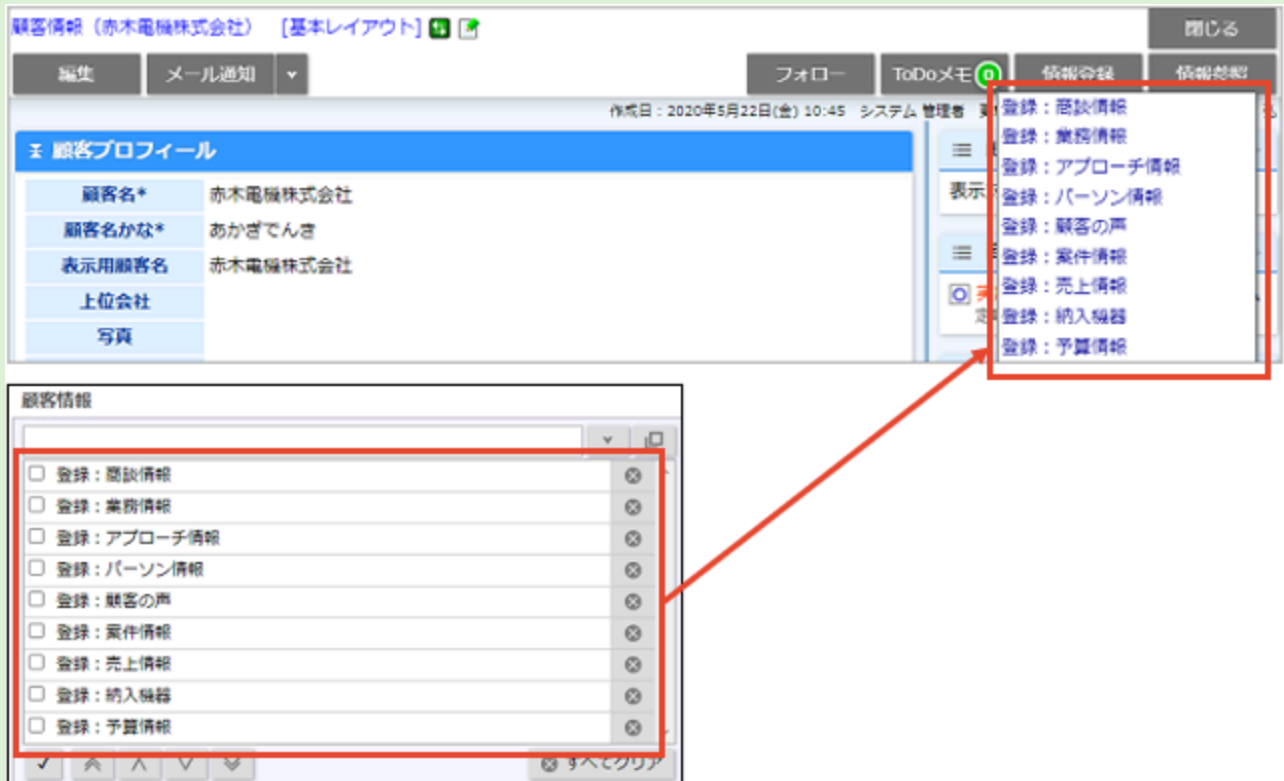 顧客情報（赤木電機株式会社） [基本レイアウト]
閉じる
編集 メール通知 フォロー ToDoメモ 0 情報登録 情報参照
作成日：2020年5月22日(金) 10:45 システム 管理者
顧客プロフィール
顧客名* 赤木電機株式会社
顧客名かな* あかぎでんき
表示用顧客名 赤木電機株式会社
上位会社
写真
表示
登録：商談情報
登録：業務情報
登録：アプローチ情報
登録：パーソン情報
登録：顧客の声
登録：案件情報
登録：売上情報
登録：納入機器
登録：予算情報
顧客情報
登録：商談情報
登録：業務情報
登録：アプローチ情報
登録：パーソン情報
登録：顧客の声
登録：案件情報
登録：売上情報
登録：納入機器
登録：予算情報
すべてクリア